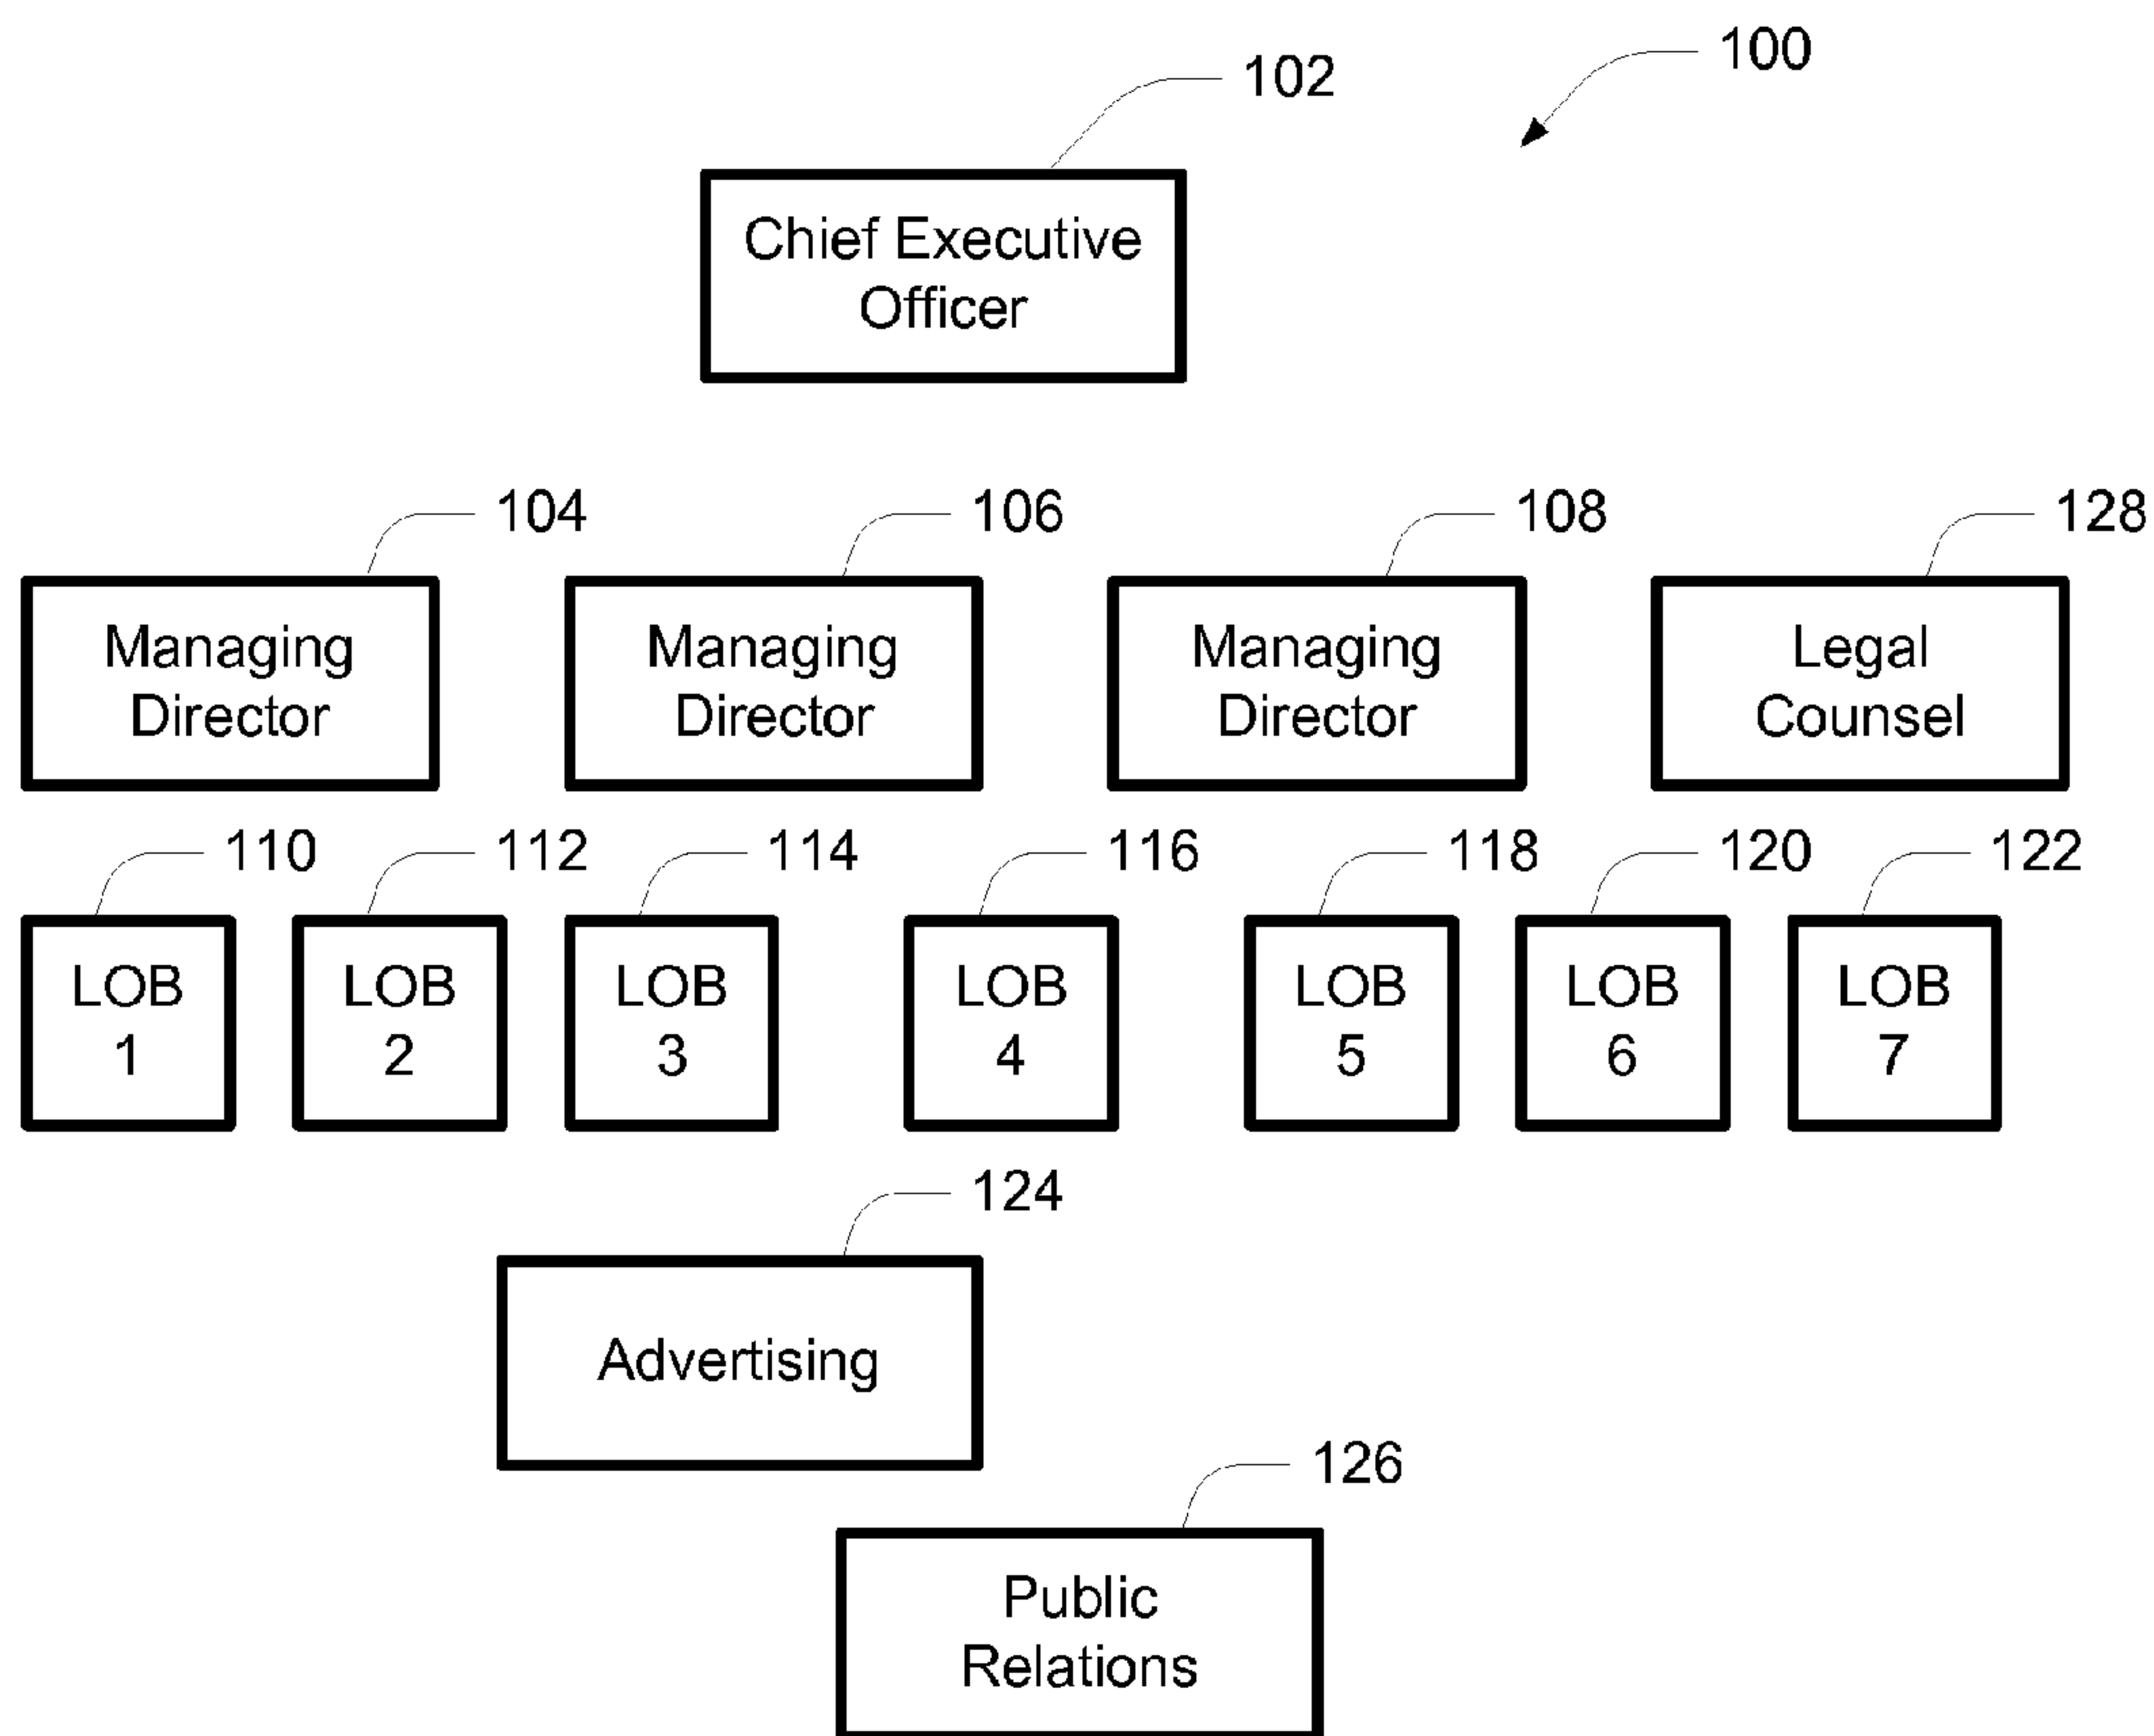 100
102
Chief Executive
Officer
104
106
108
128
Managing
Director
Managing
Director
Managing
Director
Legal
Counsel
110
112
114
116
118
120
122
LOB
1
LOB
2
LOB
3
LOB
4
LOB
5
LOB
6
LOB
7
124
Advertising
126
Public
Relations